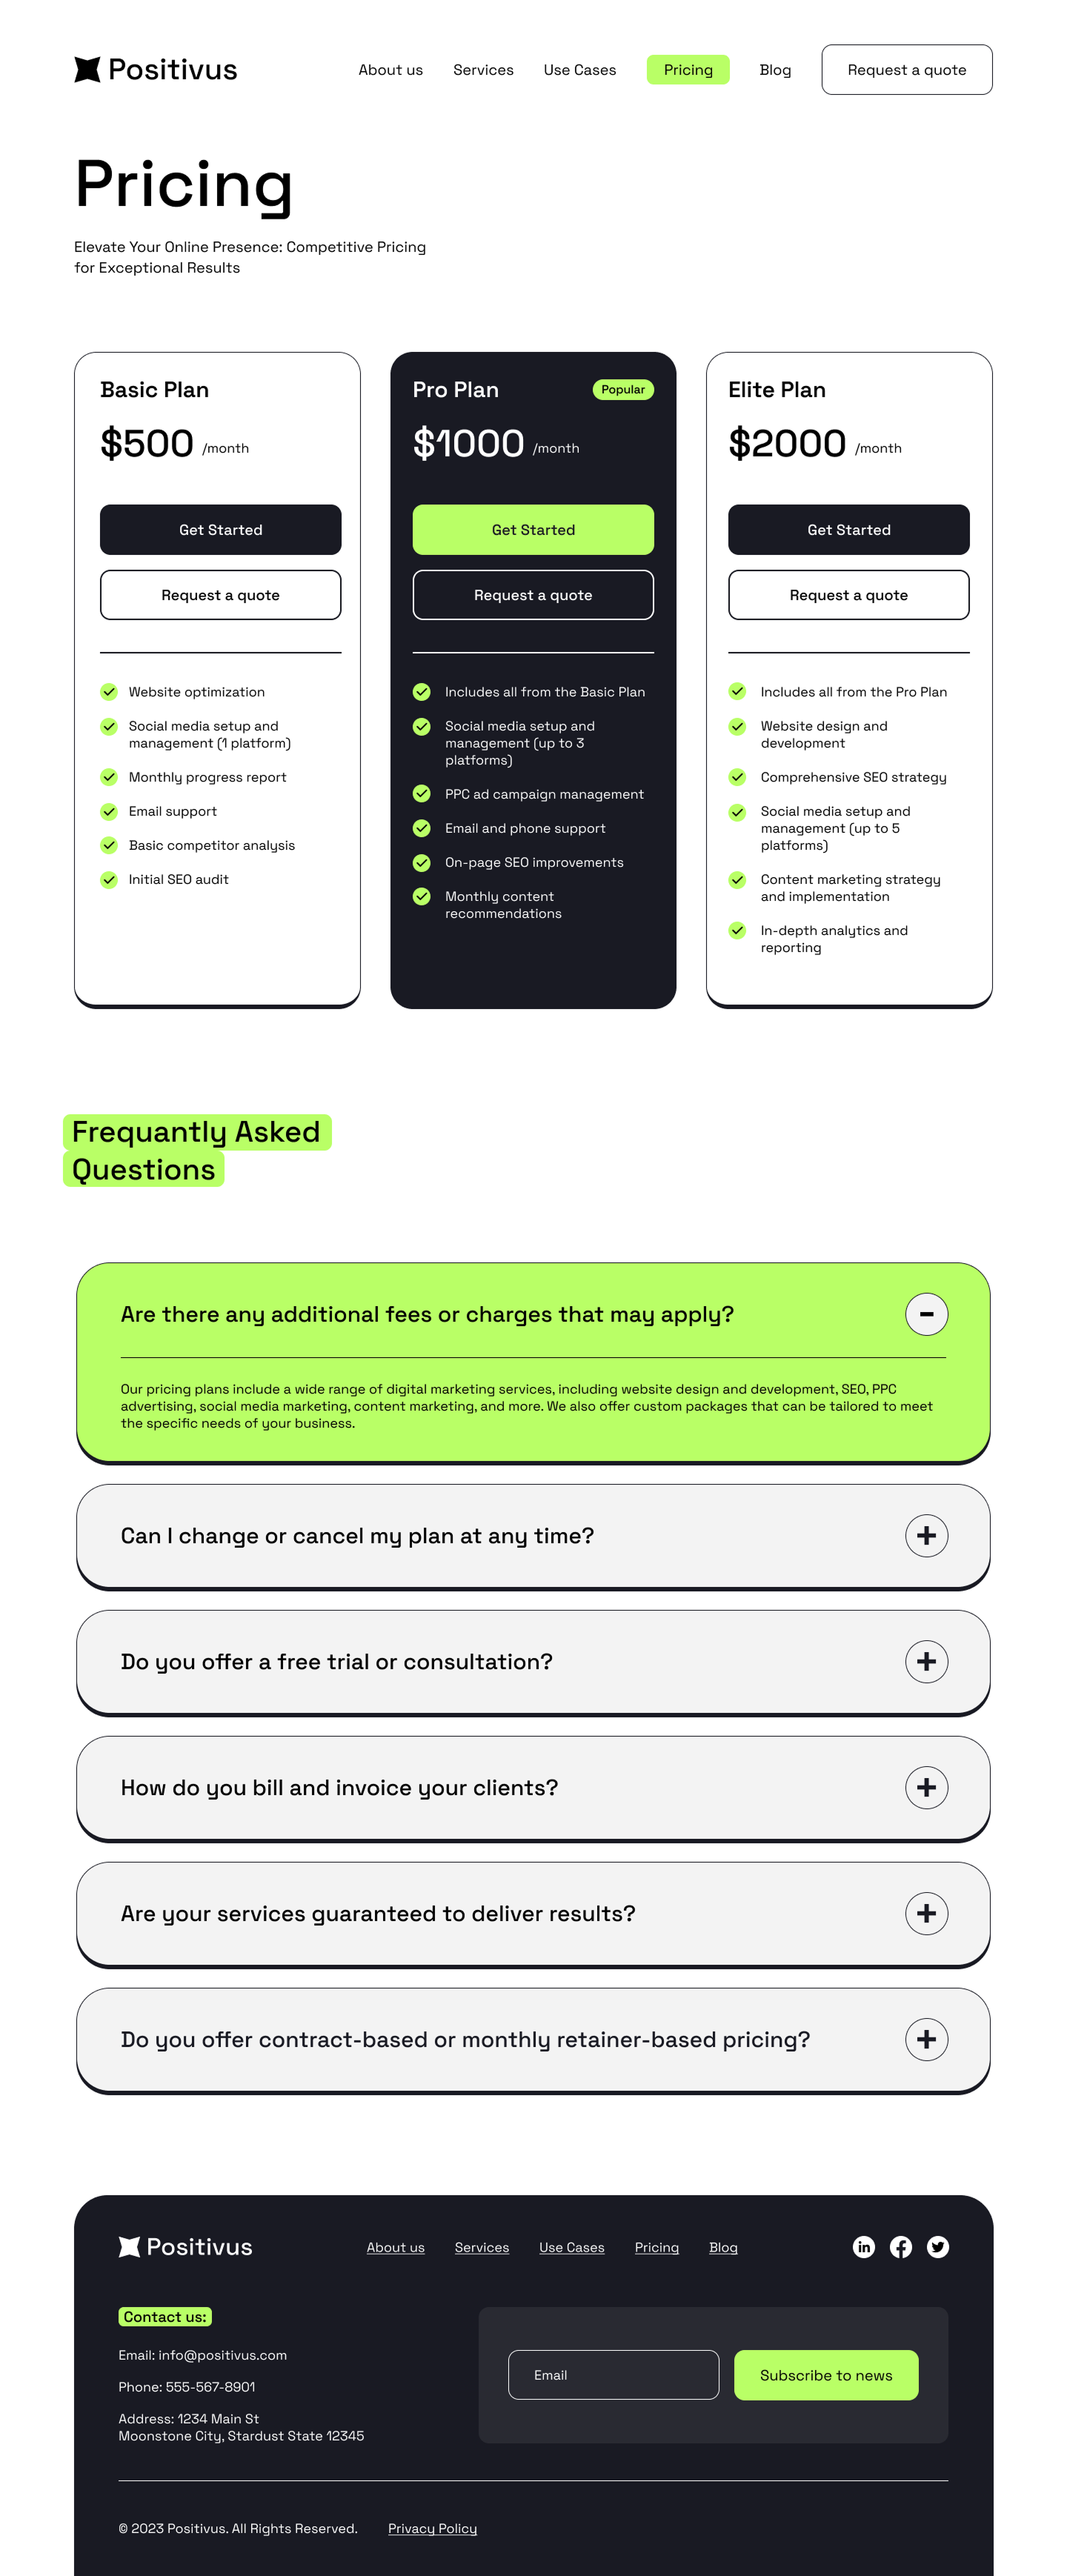 Positivus
About us
Services
Use Cases
Pricing
Blog
Request a quote
Pricing
Elevate Your Online Presence: Competitive Pricing
for Exceptional Results
Basic Plan
$500 /month
Get Started
Request a quote
Website optimization
Social media setup and
management (1 platform)
Monthly progress report
Email support
Basic competitor analysis
Initial SEO audit
Pro Plan
Popular
$1000 /month
Get Started
Request a quote
Includes all from the Basic Plan
Social media setup and
management (up to 3
platforms)
PPC ad campaign management
Email and phone support
On-page SEO improvements
Monthly content
recommendations
Elite Plan
$2000 /month
Get Started
Request a quote
Includes all from the Pro Plan
Website design and
development
Comprehensive SEO strategy
Social media setup and
management (up to 5
platforms)
Content marketing strategy
and implementation
In-depth analytics and
reporting
Frequantly Asked
Questions
Are there any additional fees or charges that may apply?
Our pricing plans include a wide range of digital marketing services, including website design and development, SEO, PPC
advertising, social media marketing, content marketing, and more. We also offer custom packages that can be tailored to meet
the specific needs of your business.
Can I change or cancel my plan at any time?
Do you offer a free trial or consultation?
How do you bill and invoice your clients?
Are your services guaranteed to deliver results?
Do you offer contract-based or monthly retainer-based pricing?
Positivus
About us
Services
Use Cases
Pricing
Blog
in
Contact us:
Email: info@positivus.com
Phone: 555-567-8901
Address: 1234 Main St
Moonstone City, Stardust State 12345
Email
Subscribe to news
© 2023 Positivus. All Rights Reserved.
Privacy Policy